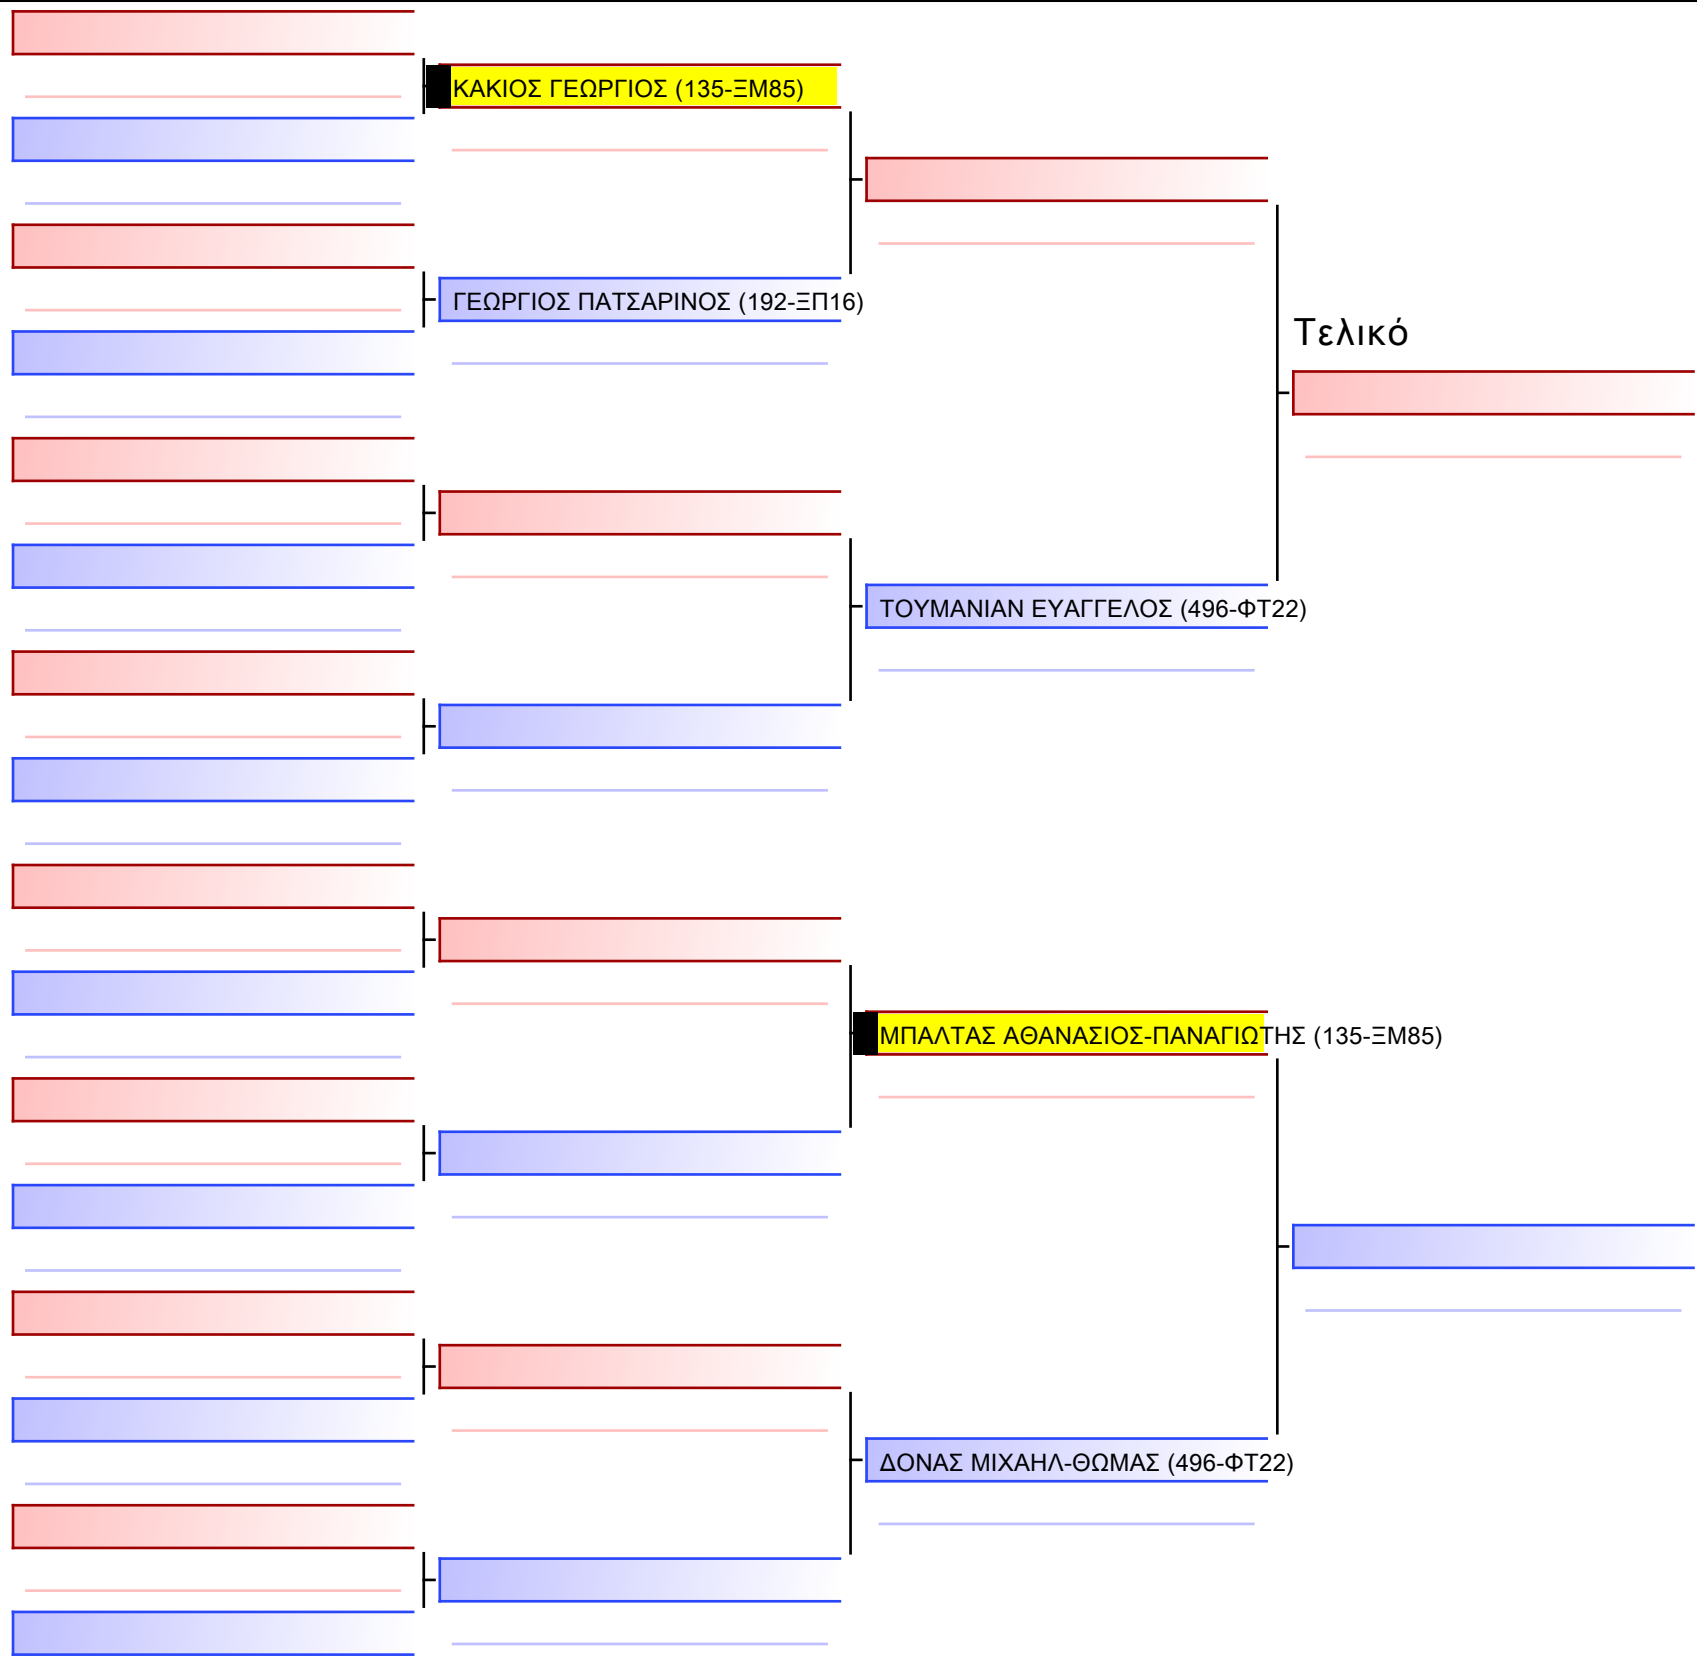 ΚΑΚΙΟΣ ΓΕΩΡΓΙΟΣ (135-ΞΜ85)
ΓΕΩΡΓΙΟΣ ΠΑΤΣΑΡΙΝΟΣ (192-ΞΠ16)
Τελικό
ΤΟΥΜΑΝΙΑΝ ΕΥΑΓΓΕΛΟΣ (496-ΦΤ22)
ΜΠΑΛΤΑΣ ΑΘΑΝΑΣΙΟΣ-ΠΑΝΑΓΙΩΤΗΣ (135-ΞΜ85)
ΔΟΝΑΣ ΜΙΧΑΗΛ-ΘΩΜΑΣ (496-ΦΤ22)